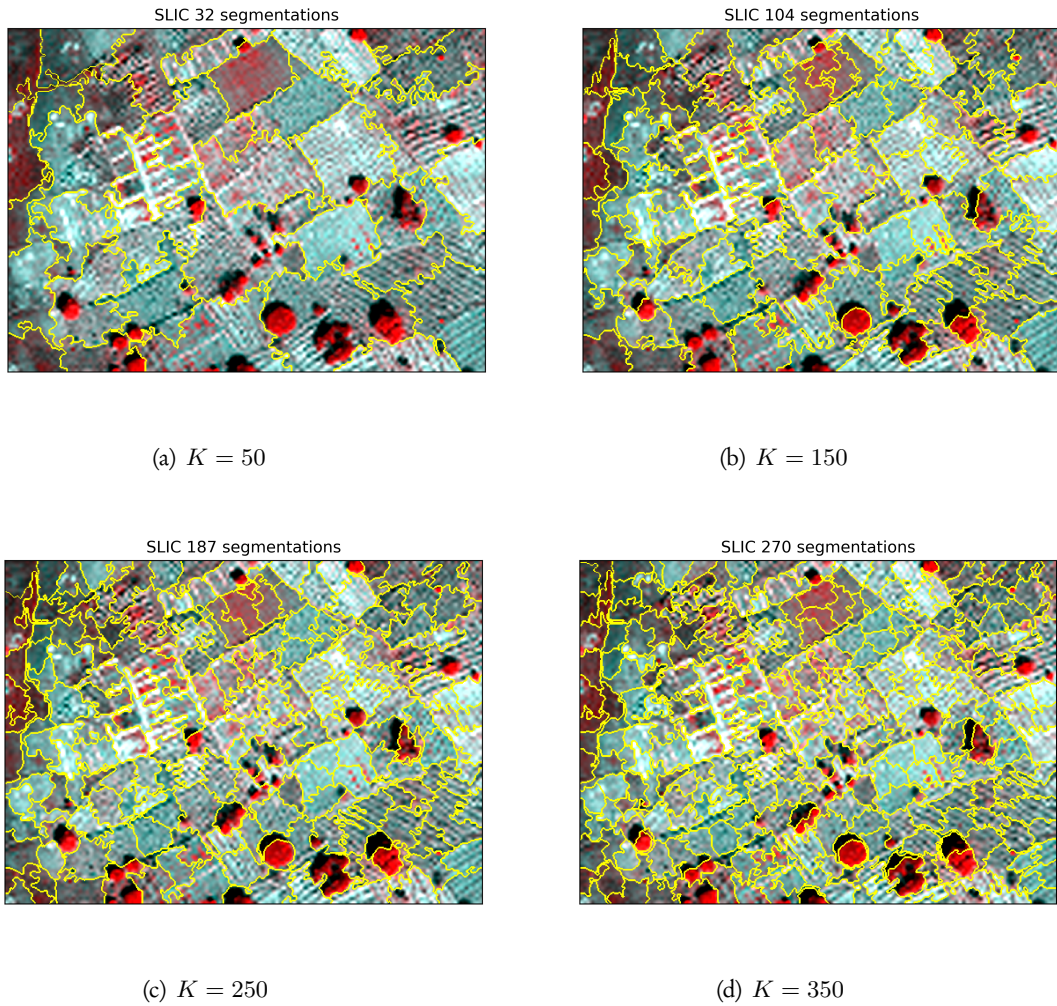 SLIC 32 segmentations
SLIC 104 segmentations
(a) K = 50
(b) K = 150
SLIC 187 segmentations
SLIC 270 segmentations
(c) K = 250
(d) K = 350